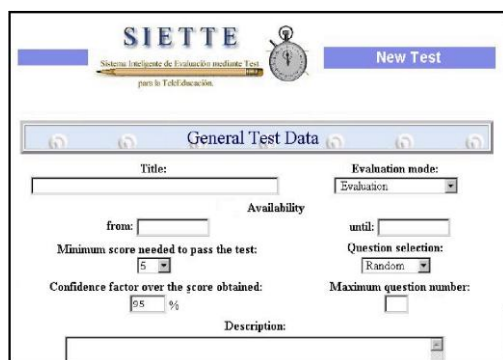 SIETTE
New Test
Sistema Inteligente de Evaluación mediante Test
para la TeleEducación.
General Test Data
Title: Evaluation mode:
Evaluation
Availability
from: until:
Minimum score needed to pass the test: Question selection:
5 Random
Confidence factor over the score obtained: Maximum question number:
95 %
Description: